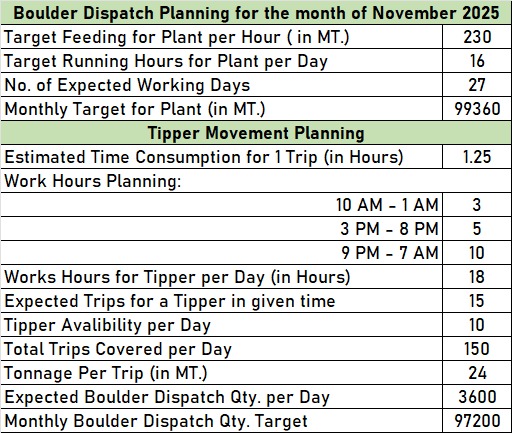 Boulder Dispatch Planning for the month of November 2025
Target Feeding for Plant per Hour ( in MT.) 230
Target Running Hours for Plant per Day 16
No. of Expected Working Days 27
Monthly Target for Plant (in MT.) 99360
Tipper Movement Planning
Estimated Time Consumption for 1 Trip (in Hours) 1.25
Work Hours Planning:
10 AM - 1 AM 3
3 PM - 8 PM 5
9 PM - 7 AM 10
Works Hours for Tipper per Day (in Hours) 18
Expected Trips for a Tipper in given time 15
Tipper Avalibility per Day 10
Total Trips Covered per Day 150
Tonnage Per Trip (in MT.) 24
Expected Boulder Dispatch Qty. per Day 3600
Monthly Boulder Dispatch Qty. Target 97200